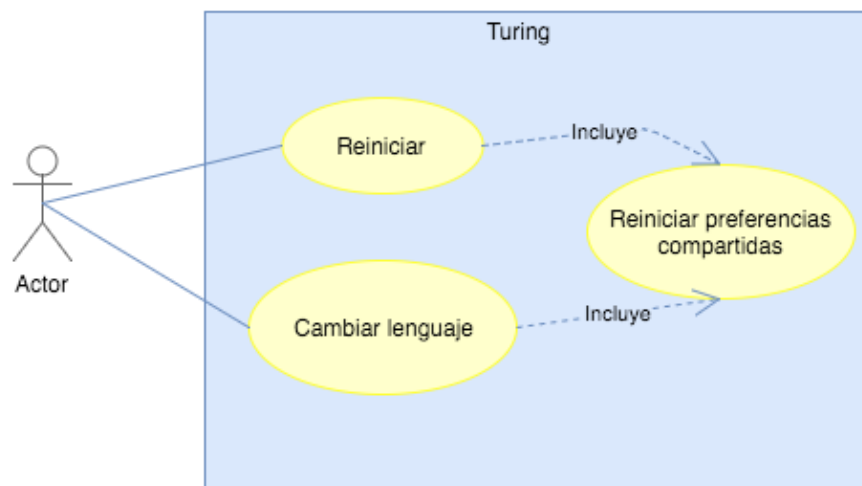 Turing
Reiniciar
Incluye
Reiniciar preferencias
compartidas
Actor
Cambiar lenguaje
Incluye